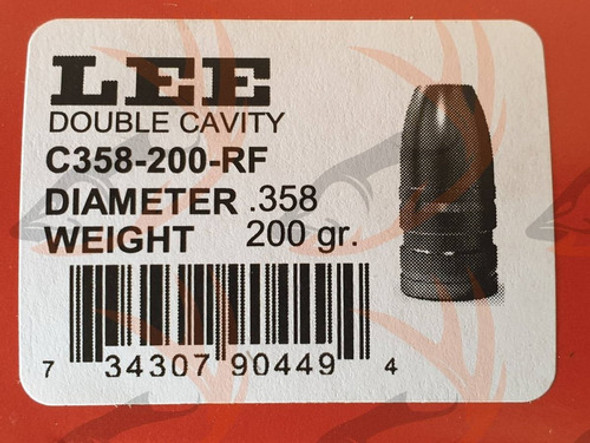 LEE
DOUBLE CAVITY
C358-200-RF
DIAMETER .358
WEIGHT 200 gr.
7 34307 90449 4